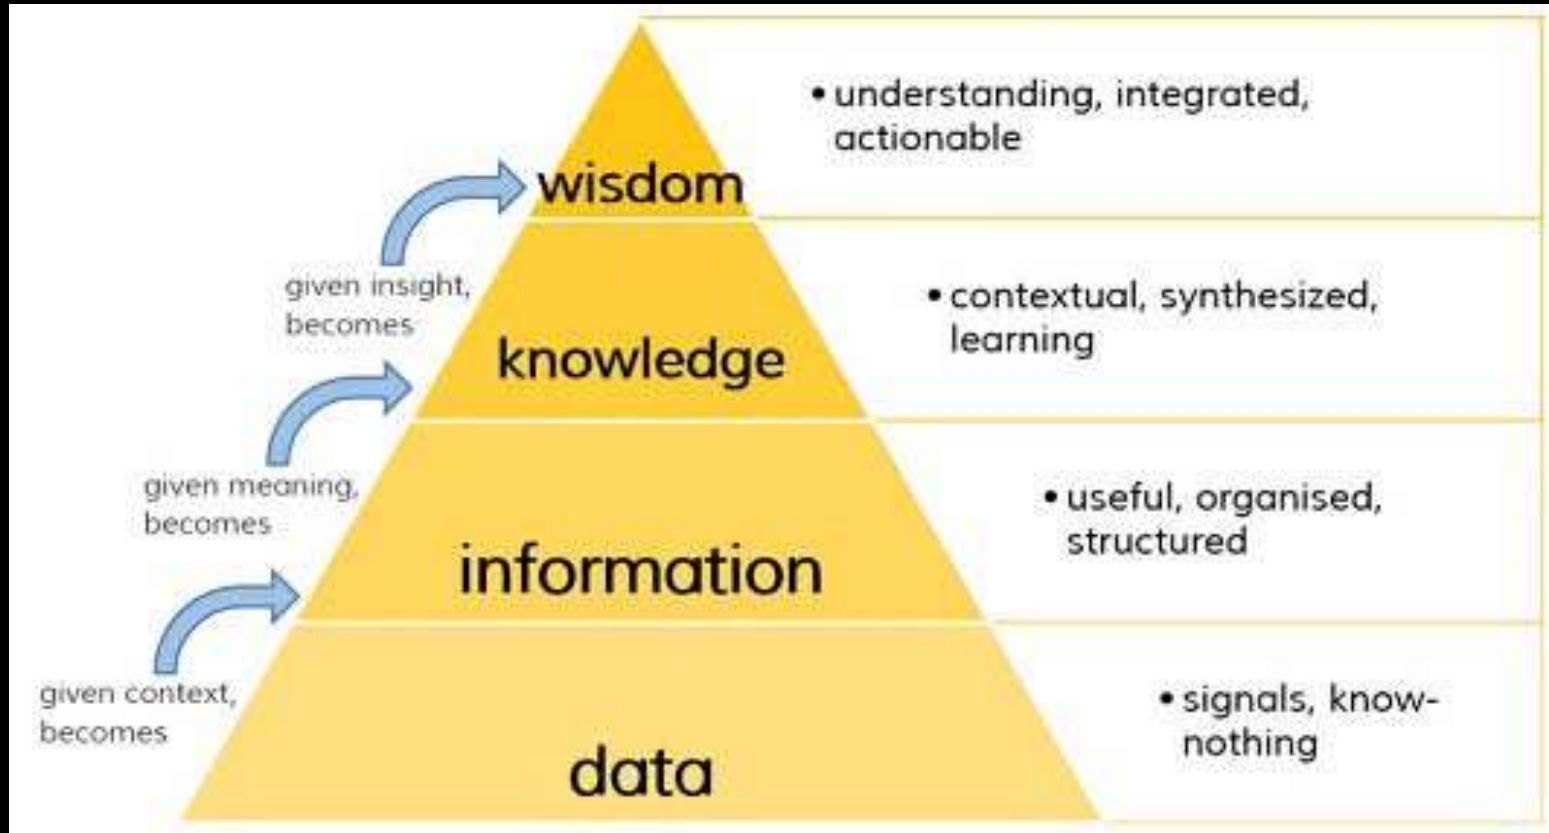 • understanding, integrated,
actionable
wisdom
given insight,
becomes
• contextual, synthesized,
learning
knowledge
given meaning,
becomes
• useful, organised,
structured
information
given context,
becomes
• signals, know-
nothing
data